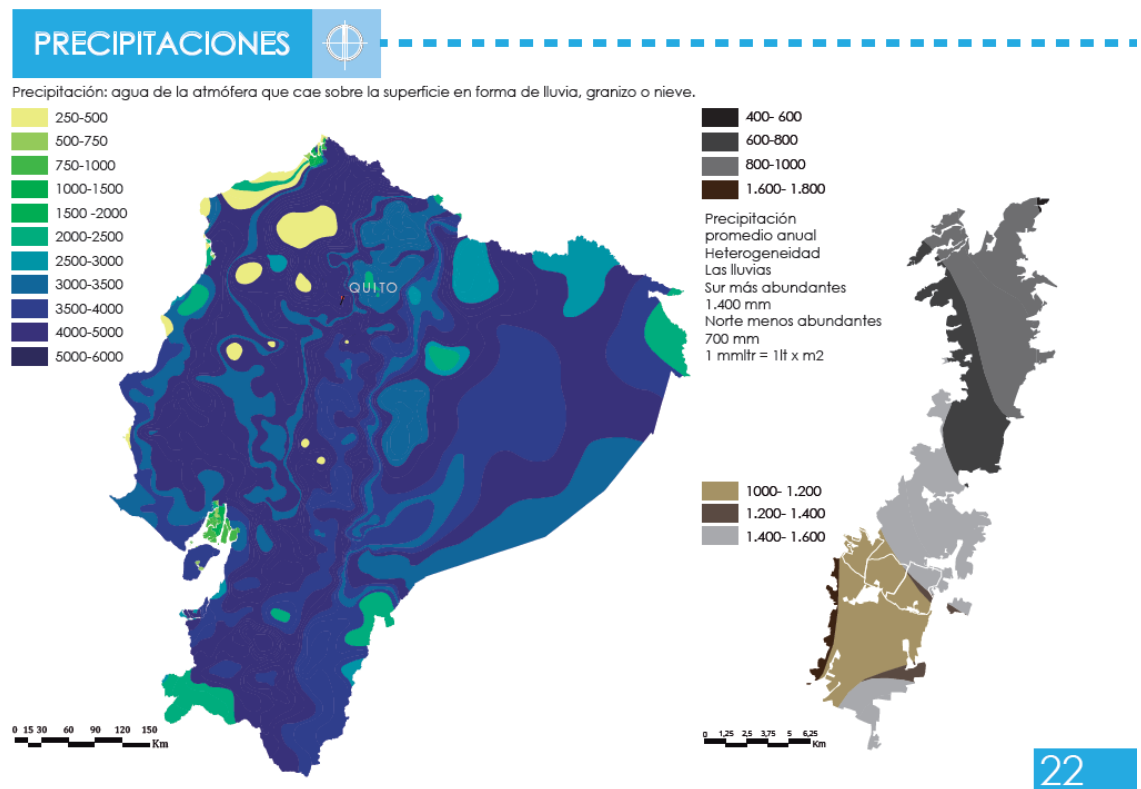 PRECIPITACIONES
Precipitación: agua de la atmófera que cae sobre la superficie en forma de lluvia, granizo o nieve.
250-500
500-750
750-1000
1000-1500
1500 -2000
2000-2500
2500-3000
3000-3500
3500-4000
4000-5000
5000-6000
QUITO
0 15 30 60 90 120 150
Km
400- 600
600-800
800-1000
1.600- 1.800
Precipitación
promedio anual
Heterogeneidad
Las lluvias
Sur más abundantes
1.400 mm
Norte menos abundantes
700 mm
1 mmltr = 1lt x m2
1000- 1.200
1.200- 1.400
1.400- 1.600
0 1,25 2,5 3,75 5 6,25
Km
22